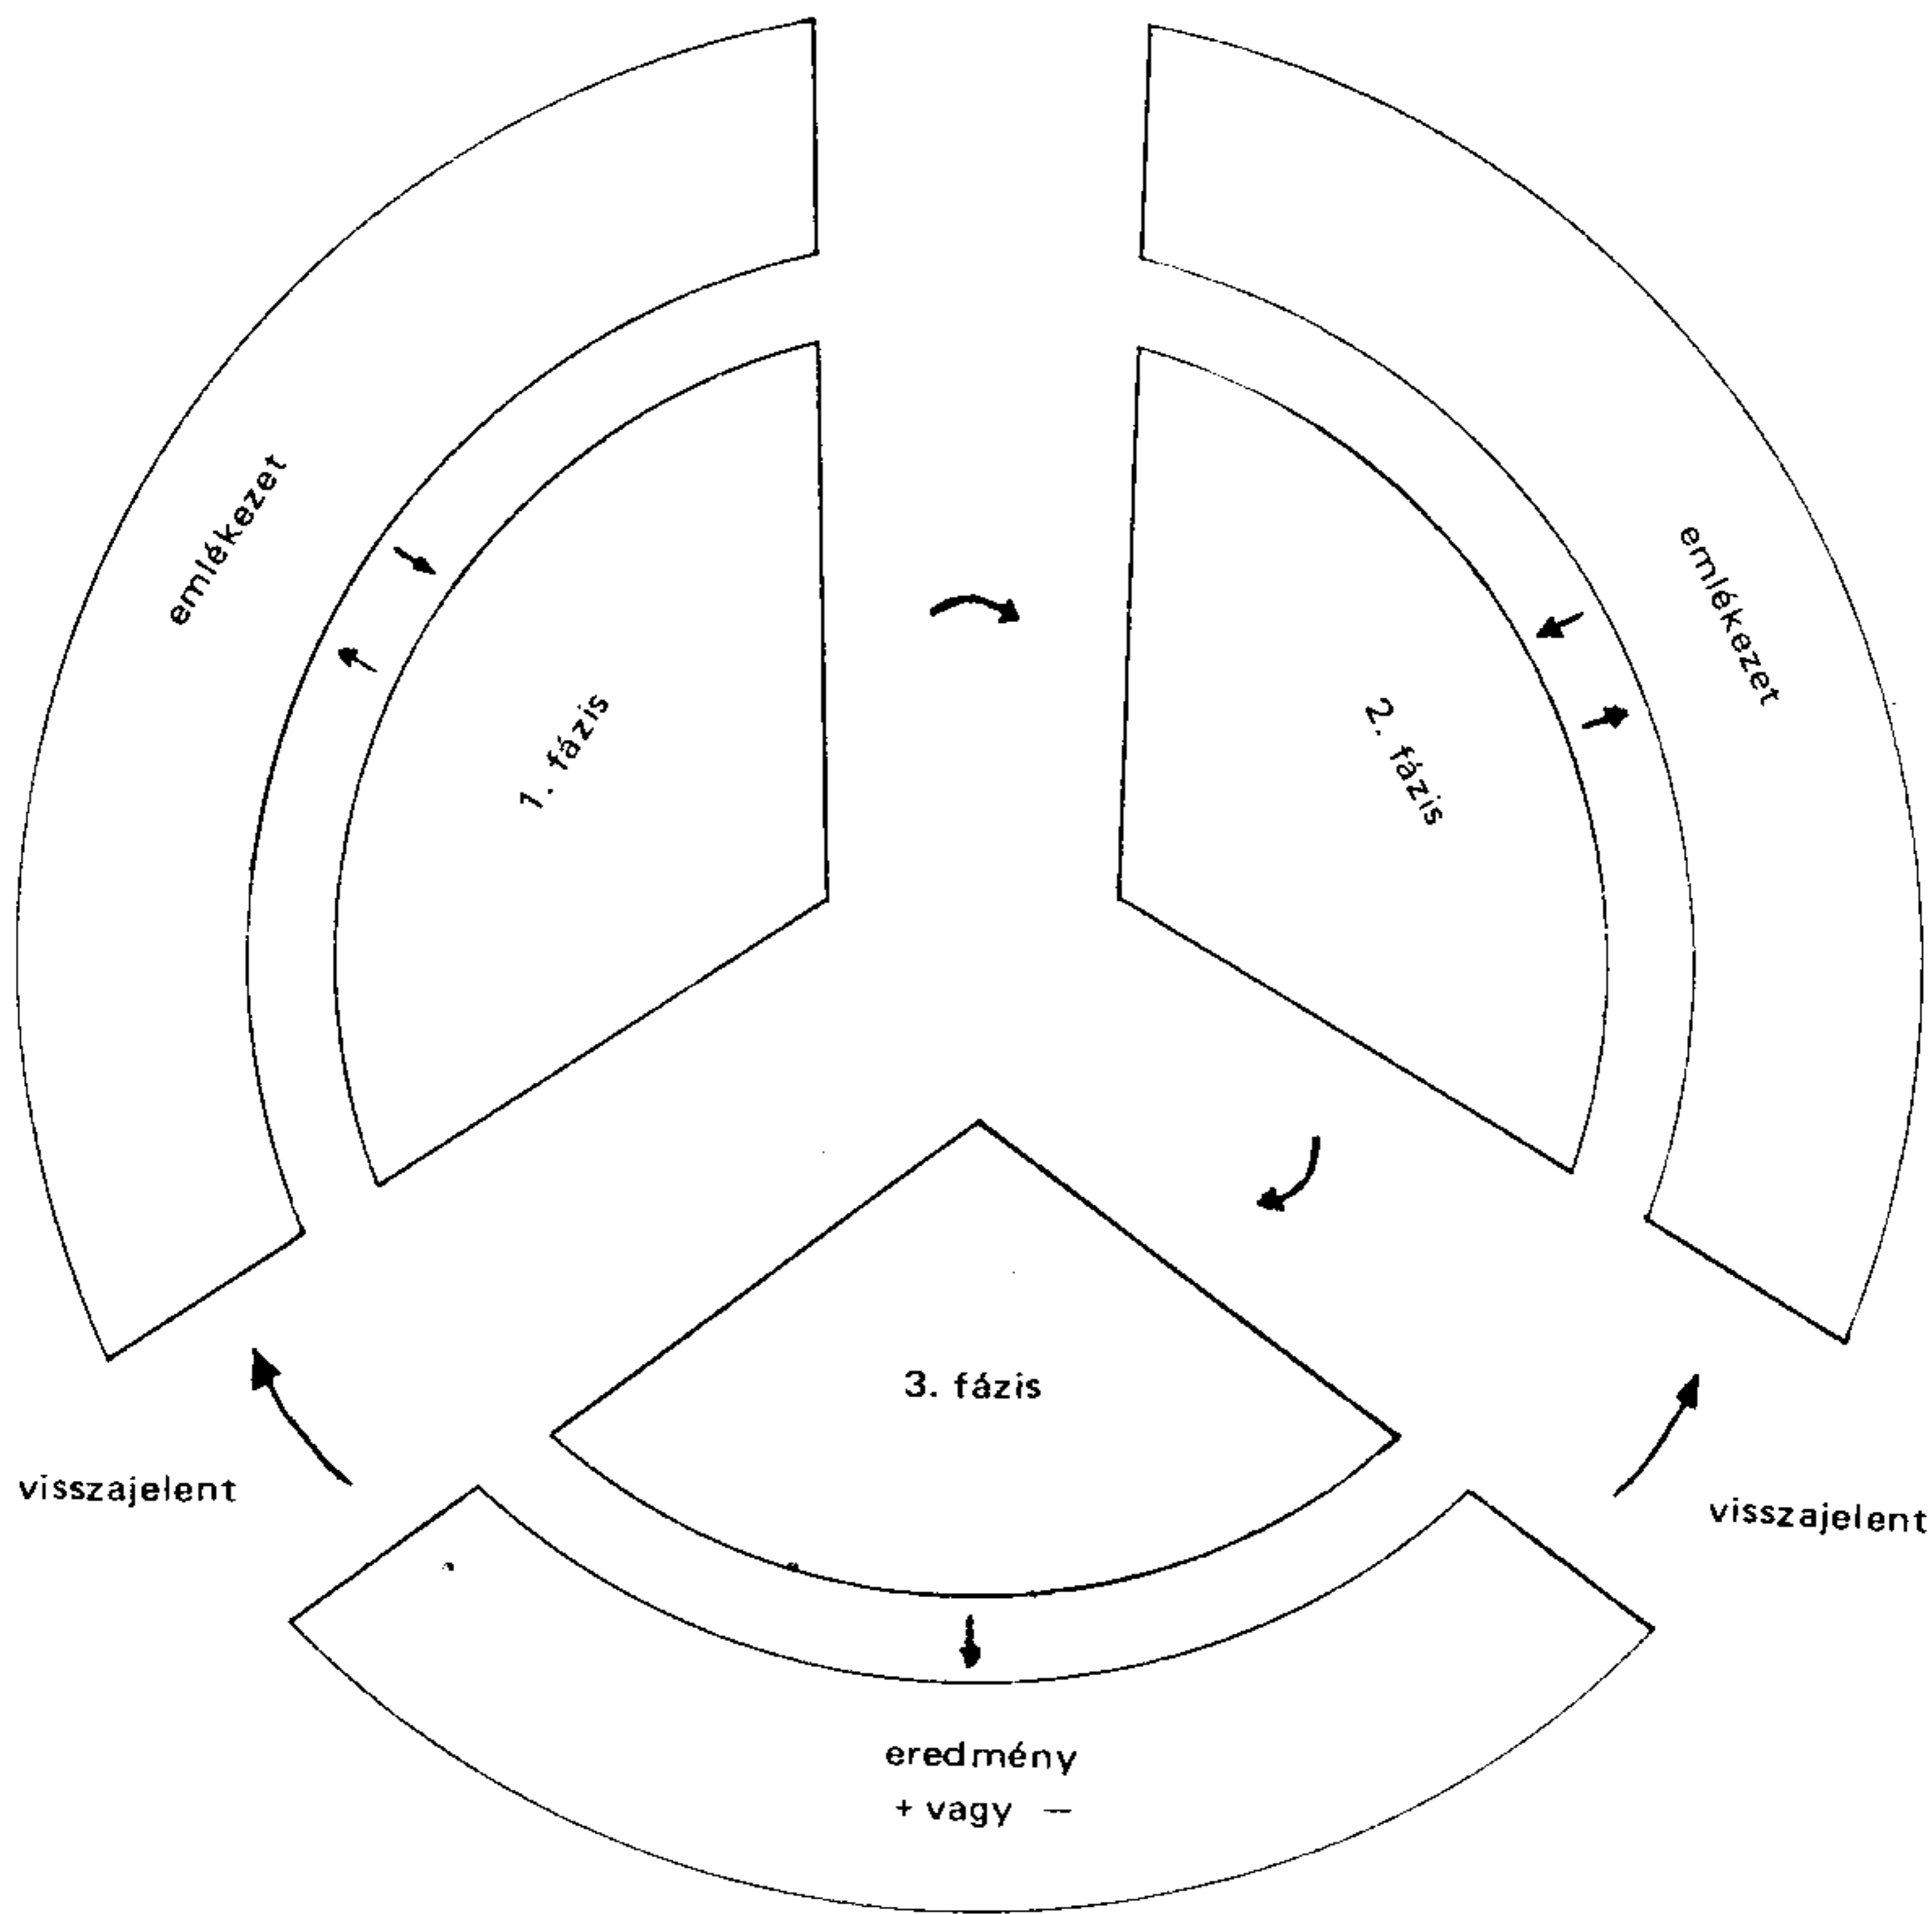 emlékezet
emlékezet
1. fázis
2. fázis
3. fázis
visszajelent
visszajelent
eredmény
+ vagy —